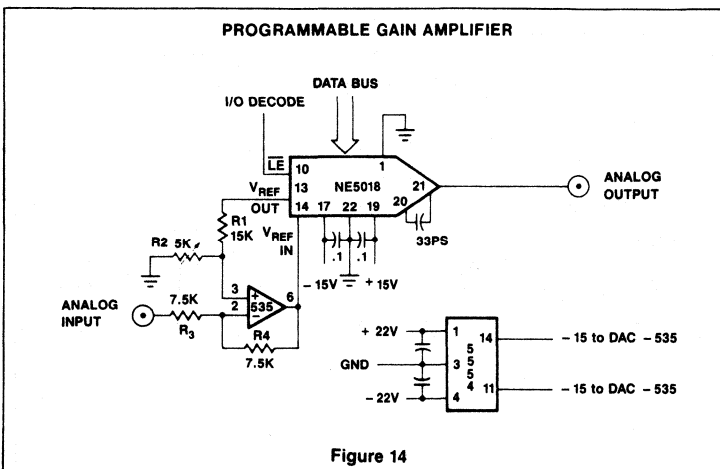 PROGRAMMABLE GAIN AMPLIFIER
DATA BUS
I/O DECODE
LE
10
1
VREF
OUT
13
NE5018
21
ANALOG
OUTPUT
14
17
22
19
20
R1
15K
VREF
IN
.1
.1
33PS
R2
5K
- 15V
+ 15V
3
+
535
6
2
-
ANALOG
INPUT
7.5K
R3
R4
7.5K
+ 22V
1
14
- 15 to DAC - 535
GND
3
5
5
5
4
- 22V
4
11
- 15 to DAC - 535
Figure 14